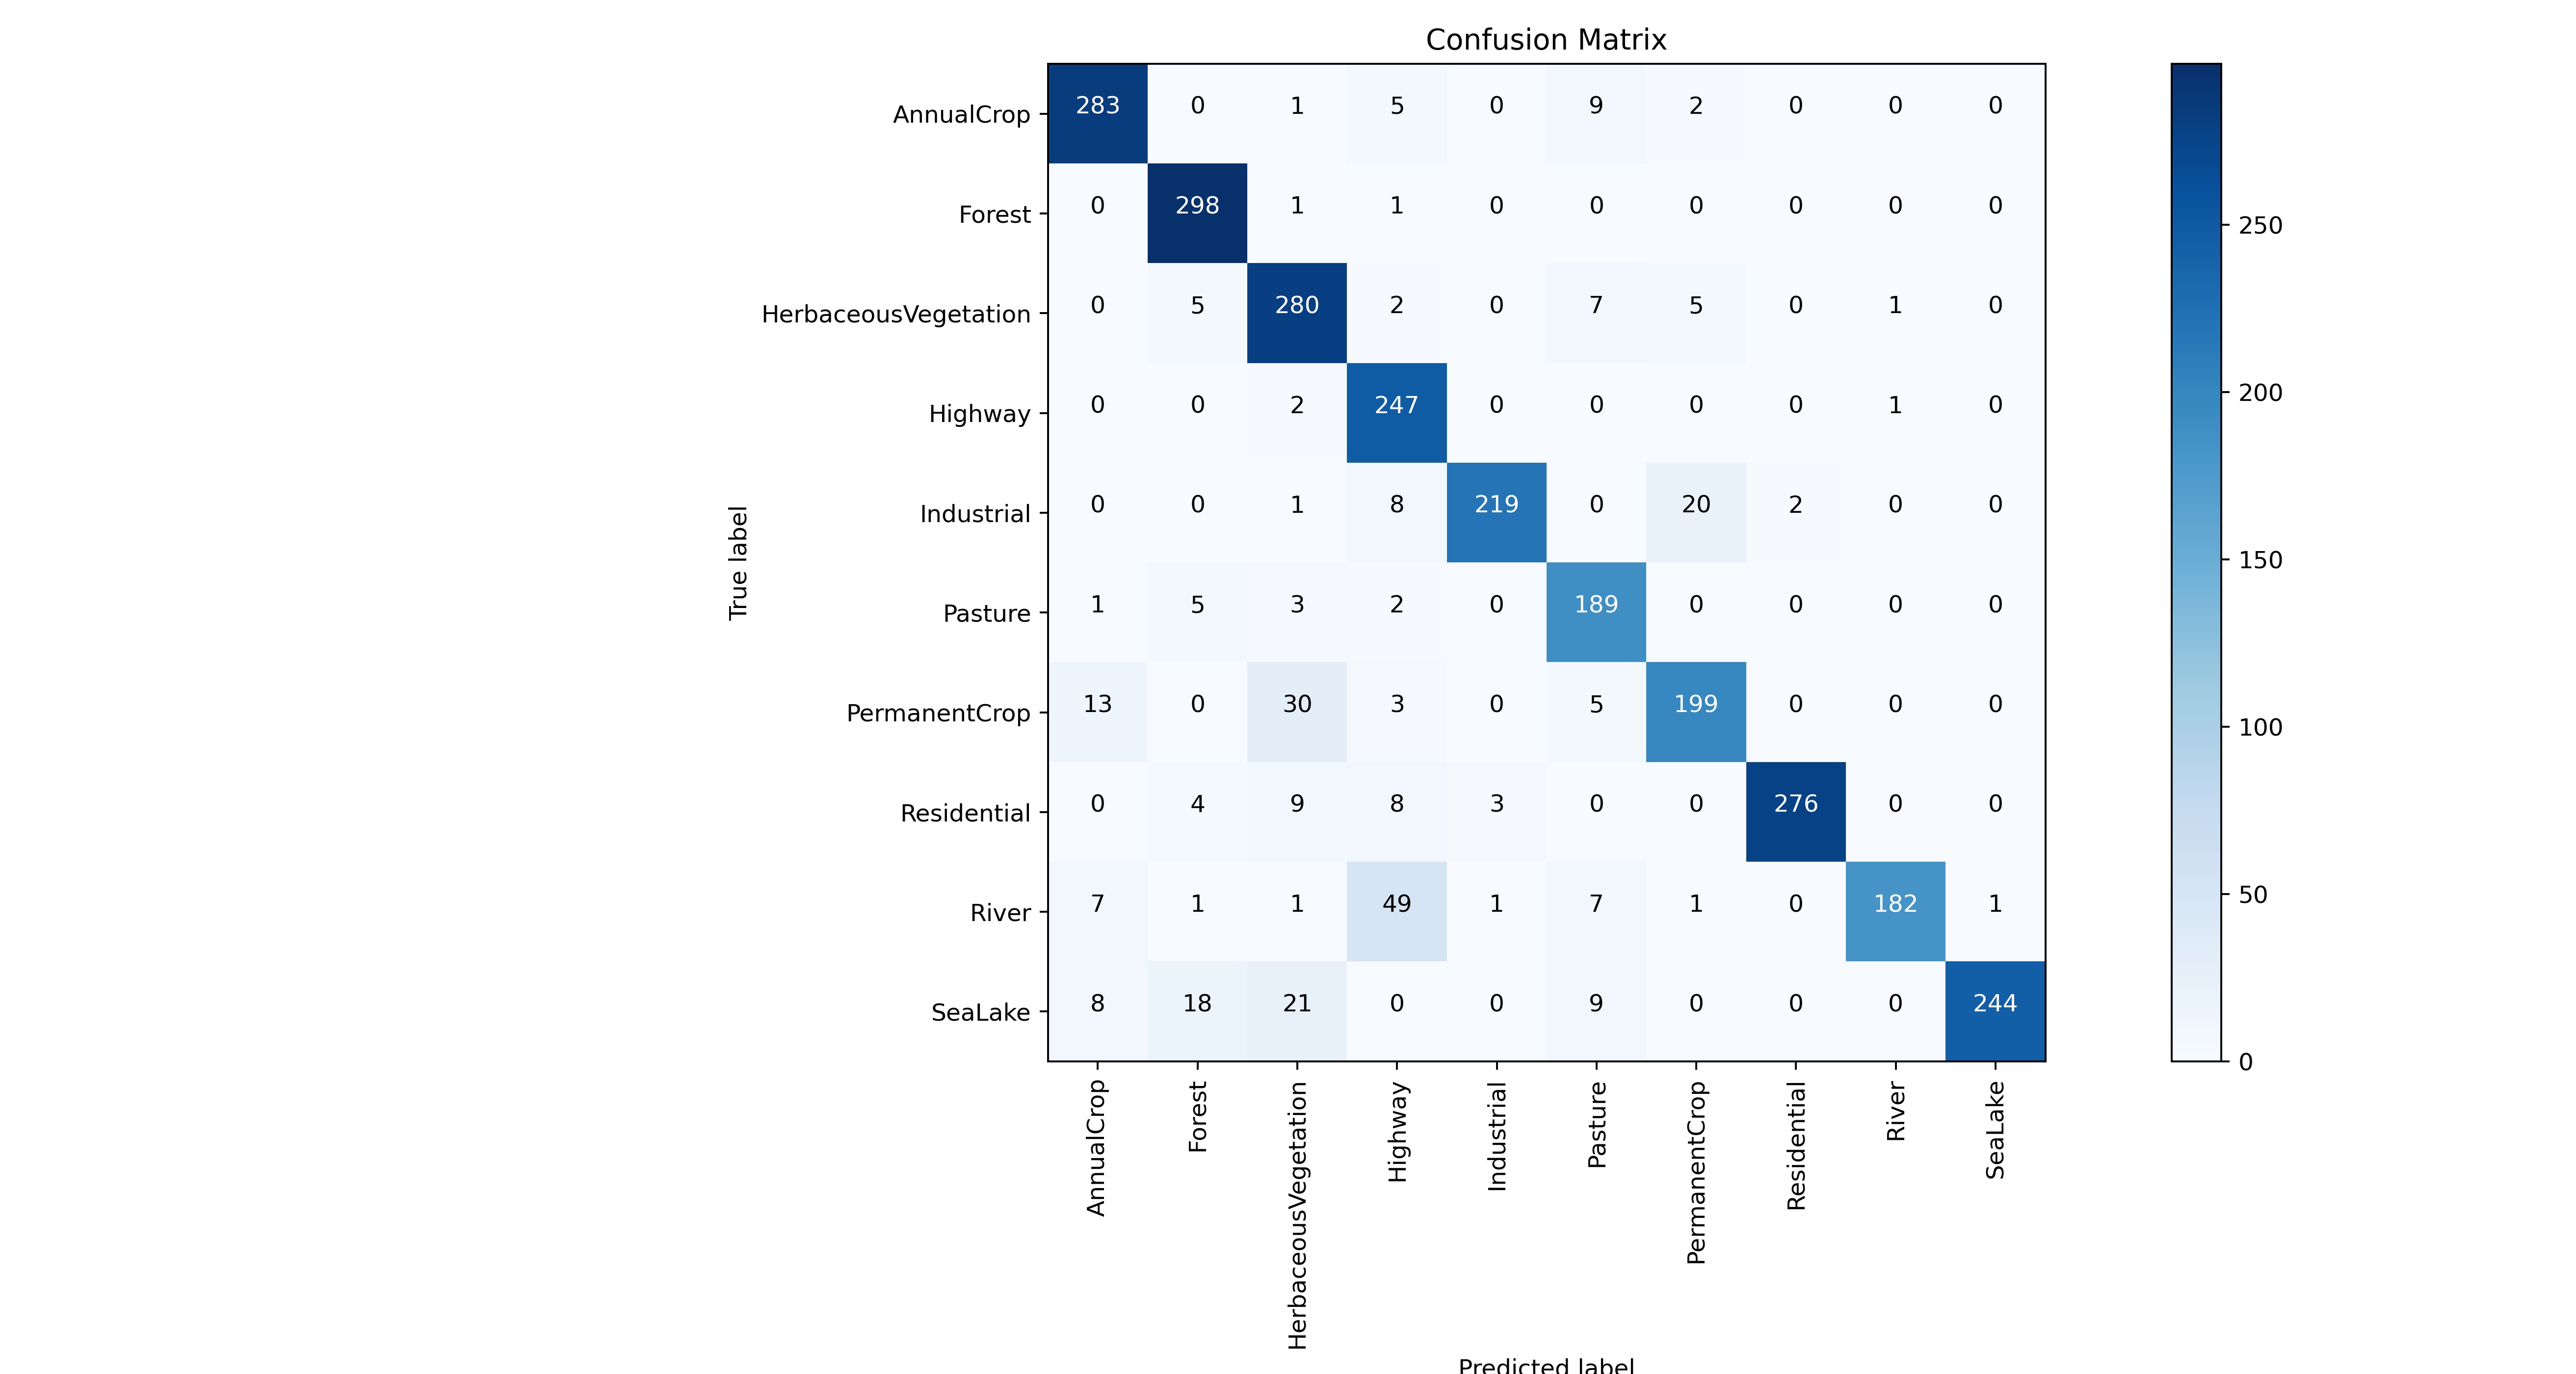 Confusion Matrix
AnnualCrop 283 0 1 5 0 9 2 0 0 0
Forest 0 298 1 1 0 0 0 0 0 0
HerbaceousVegetation 0 5 280 2 0 7 5 0 1 0
Highway 0 0 2 247 0 0 0 0 1 0
Industrial 0 0 1 8 219 0 20 2 0 0
Pasture 1 5 3 2 0 189 0 0 0 0
PermanentCrop 13 0 30 3 0 5 199 0 0 0
Residential 0 4 9 8 3 0 0 276 0 0
River 7 1 1 49 1 7 1 0 182 1
SeaLake 8 18 21 0 0 9 0 0 0 244
True label
AnnualCrop
Forest
HerbaceousVegetation
Highway
Industrial
Pasture
PermanentCrop
Residential
River
SeaLake
Predicted label
250
200
150
100
50
0